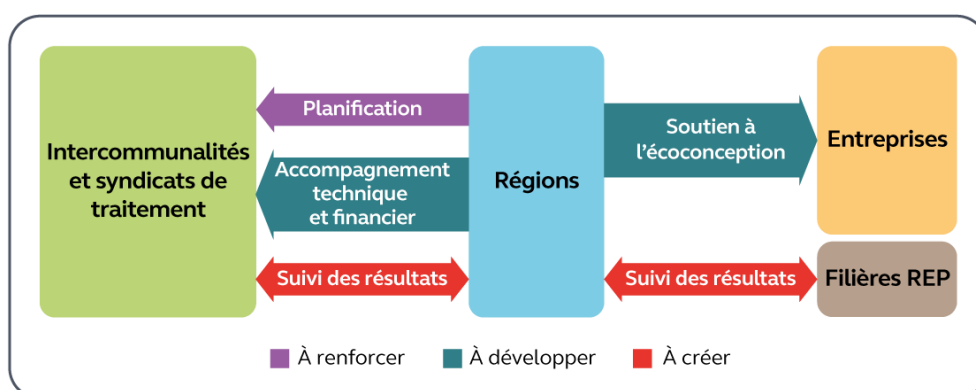 Intercommunalités
et syndicats de
traitement
Planification
Accompagnement
technique
et financier
Suivi des résultats
Régions
Soutien à
l'écoconception
Suivi des résultats
Entreprises
Filières REP
À renforcer
À développer
À créer